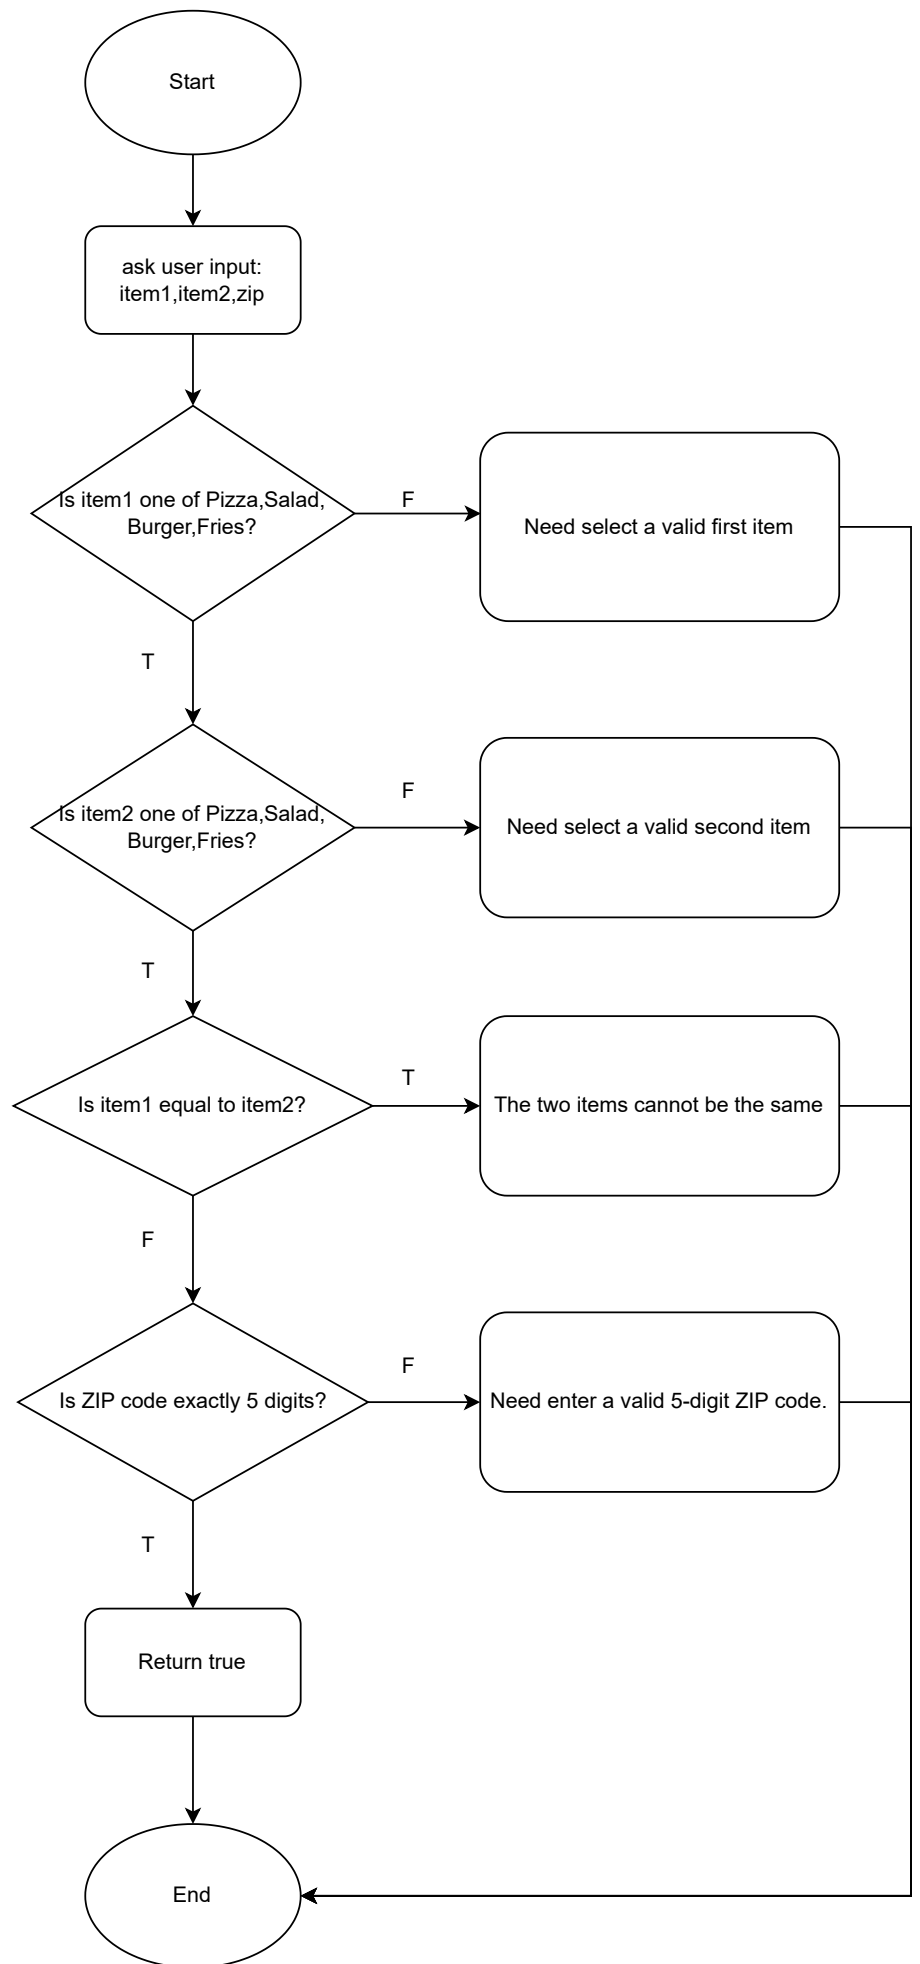 Start
ask user input:
item1,item2,zip
Is item1 one of Pizza,Salad,
Burger,Fries?
F
Need select a valid first item
T
Is item2 one of Pizza,Salad,
Burger,Fries?
F
Need select a valid second item
T
Is item1 equal to item2?
T
The two items cannot be the same
F
Is ZIP code exactly 5 digits?
F
Need enter a valid 5-digit ZIP code.
T
Return true
End